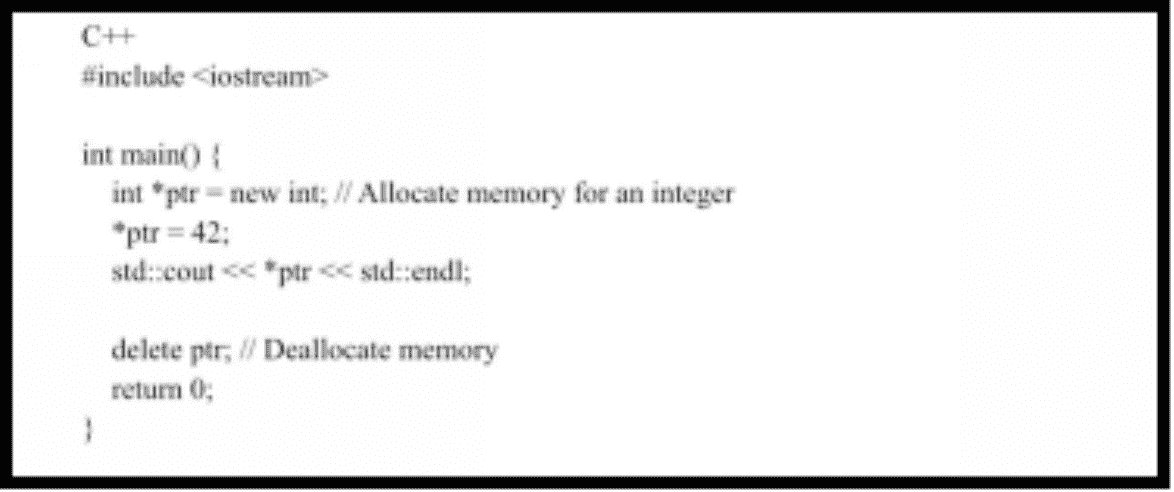 C++
#include <iostream>
int main() {
int *ptr = new int; // Allocate memory for an integer
*ptr = 42;
std::cout << *ptr << std::endl;
delete ptr; // Deallocate memory
return 0;
}